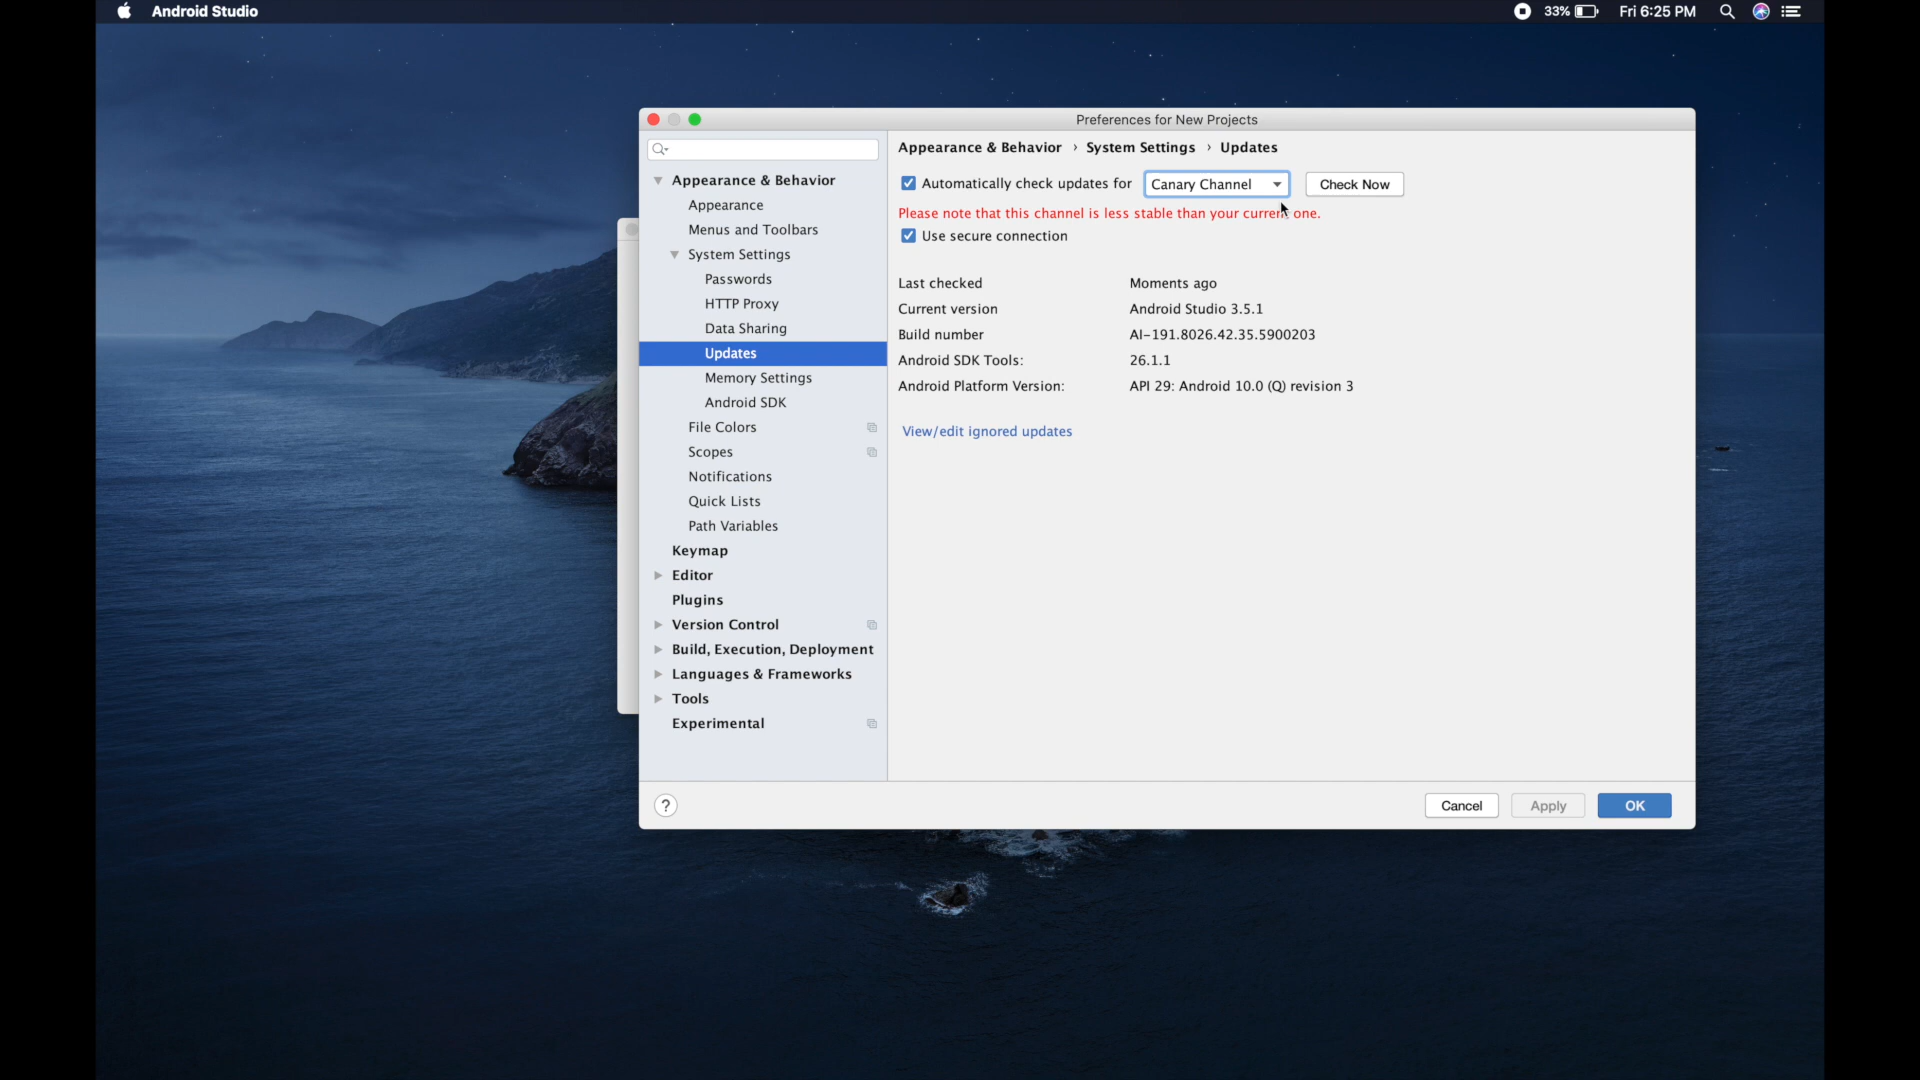 Android Studio
33%
Fri 6:25 PM
Preferences for New Projects
Appearance & Behavior
Appearance
Menus and Toolbars
System Settings
Passwords
HTTP Proxy
Data Sharing
Updates
Memory Settings
Android SDK
File Colors
Scopes
Notifications
Quick Lists
Path Variables
Keymap
Editor
Plugins
Version Control
Build, Execution, Deployment
Languages & Frameworks
Tools
Experimental
Appearance & Behavior › System Settings › Updates
Automatically check updates for Canary Channel Check Now
Please note that this channel is less stable than your current one.
Use secure connection
Last checked Moments ago
Current version Android Studio 3.5.1
Build number AI-191.8026.42.35.5900203
Android SDK Tools: 26.1.1
Android Platform Version: API 29: Android 10.0 (Q) revision 3
View/edit ignored updates
? Cancel Apply OK